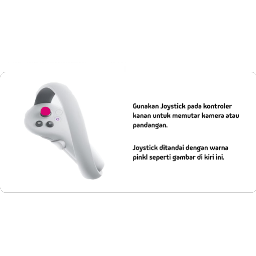 Gunakan Joystick pada kontroler
kanan untuk memutar kamera atau
pandangan.
Joystick ditandai dengan warna
pinkl seperti gambar di kiri ini.